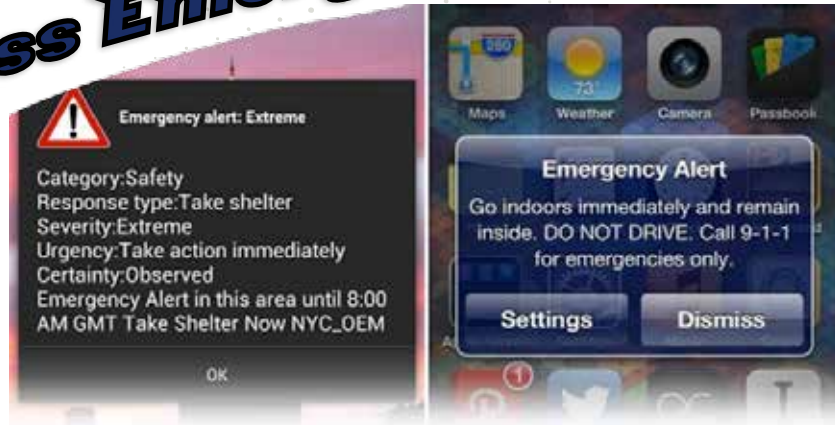 ss Emerg
Emergency alert: Extreme
Category:Safety
Response type:Take shelter
Severity:Extreme
Urgency:Take action immediately
Certainty:Observed
Emergency Alert in this area until 8:00
AM GMT Take Shelter Now NYC_OEM
OK
280
73°
Maps
Weather
Camera
Passbook
Emergency Alert
Go indoors immediately and remain
inside. DO NOT DRIVE. Call 9-1-1
for emergencies only.
Settings
Dismiss
1